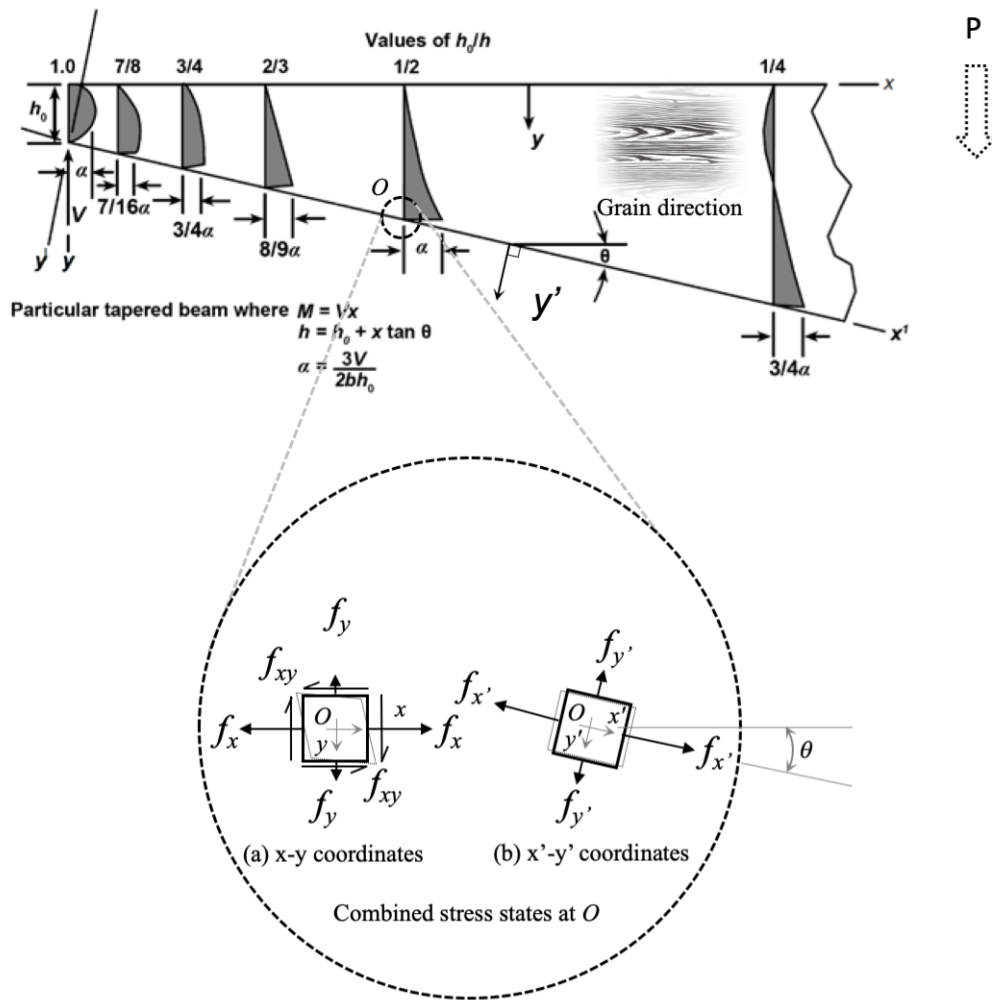 P
Values of h₀/h
1.0 7/8 3/4 2/3 1/2 1/4
x
h₀
y
α
V
7/16α
3/4α
8/9α
O
α
Grain direction
θ
y' y
y'
x¹
3/4α
Particular tapered beam where M = Vx
h = h₀ + x tan θ
α = 3V / 2bh₀
f_y
f_xy
f_x
O
x
y
f_x
f_xy
f_y
f_y'
f_x'
O
x'
y'
f_x'
f_y'
θ
(a) x-y coordinates
(b) x'-y' coordinates
Combined stress states at O